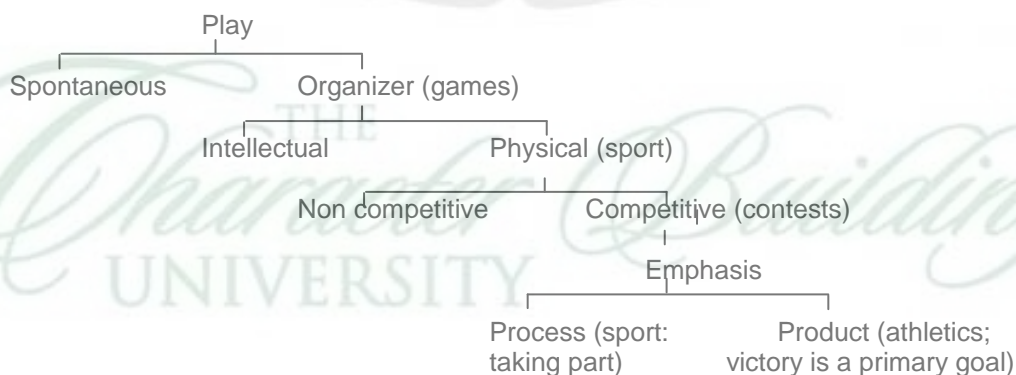 Play
Spontaneous Organizer (games)
THE
Intellectual Physical (sport)
Character Building
Non competitive Competitive (contests)
UNIVERSITY
Emphasis
Process (sport: Product (athletics;
taking part) victory is a primary goal)